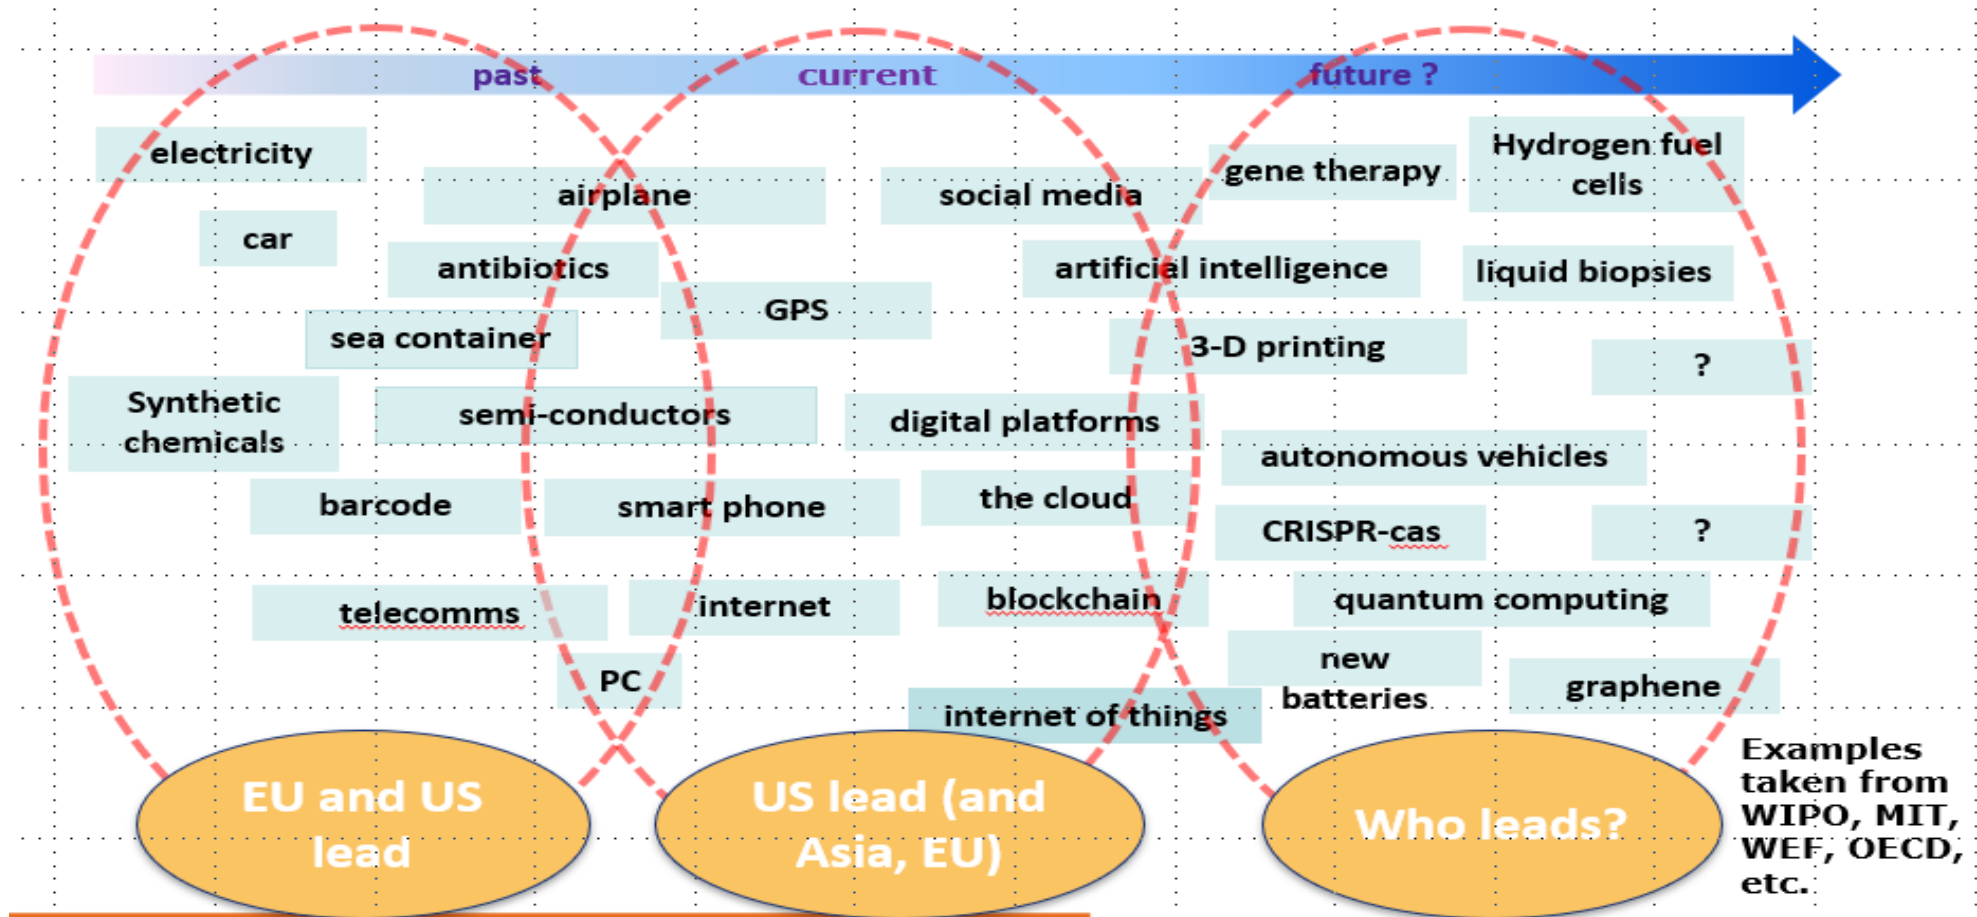 past
current
future ?
electricity
airplane
social media
gene therapy
Hydrogen fuel
cells
car
antibiotics
GPS
artificial intelligence
liquid biopsies
sea container
3-D printing
?
Synthetic
chemicals
semi-conductors
digital platforms
autonomous vehicles
barcode
smart phone
the cloud
CRISPR-cas
?
telecomms
internet
blockchain
quantum computing
PC
internet of things
new
batteries
graphene
EU and US
lead
US lead (and
Asia, EU)
Who leads?
Examples
taken from
WIPO, MIT,
WEF, OECD,
etc.